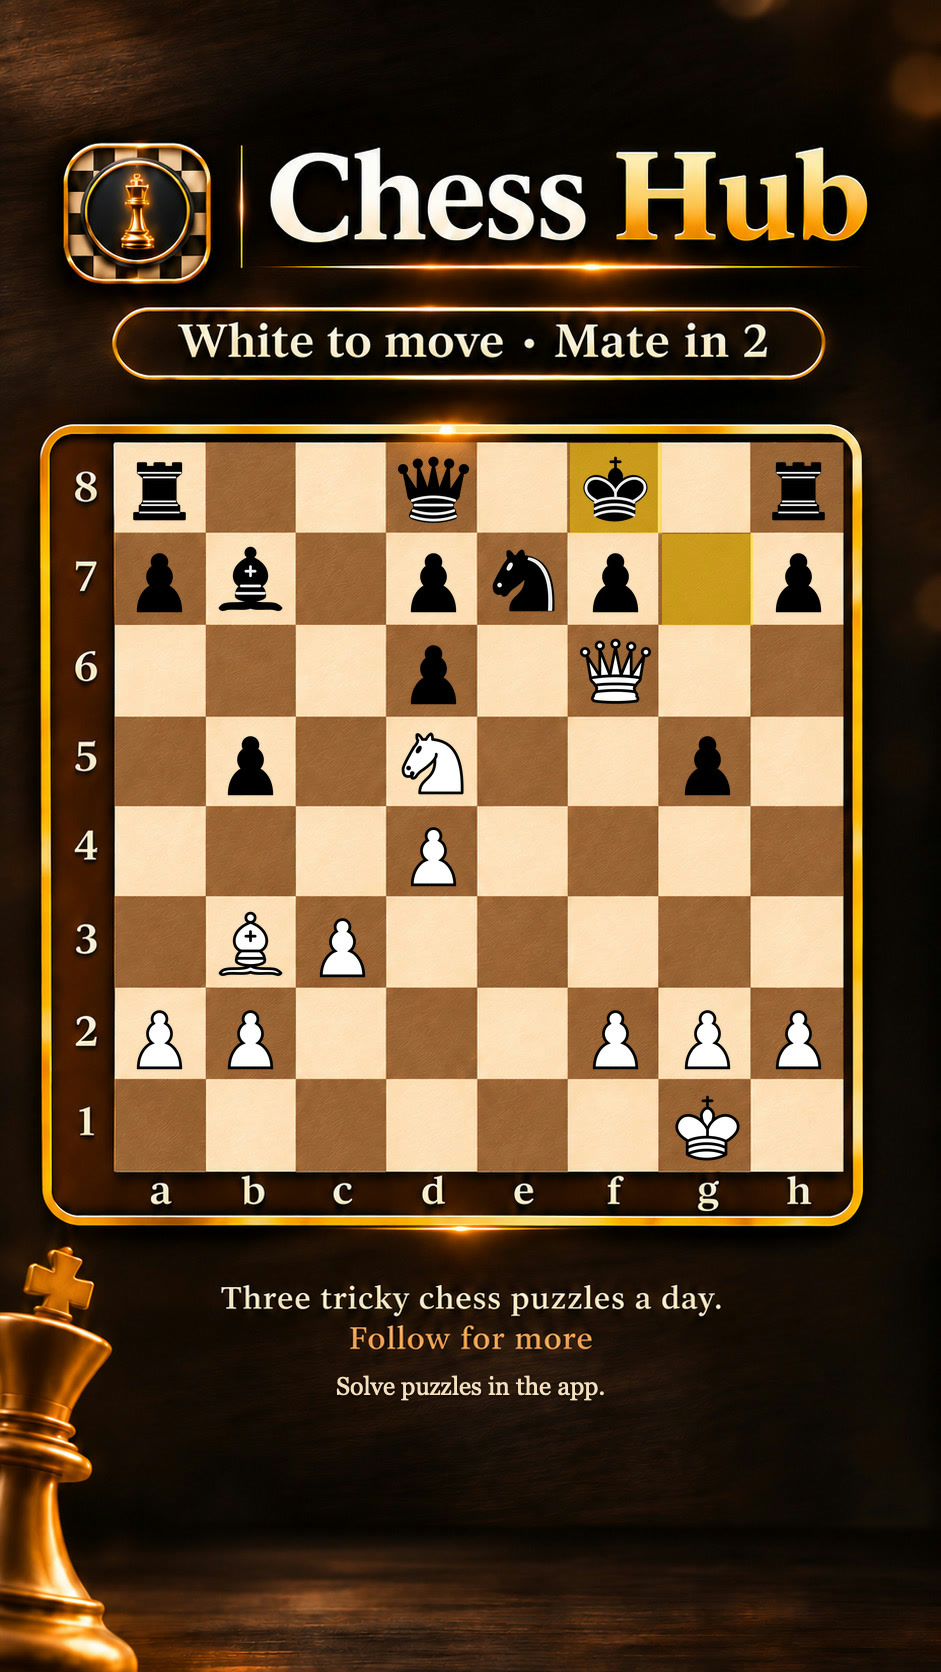 Chess Hub
White to move • Mate in 2
8
7
6
5
4
3
2
1
a b c d e f g h
Three tricky chess puzzles a day.
Follow for more
Solve puzzles in the app.